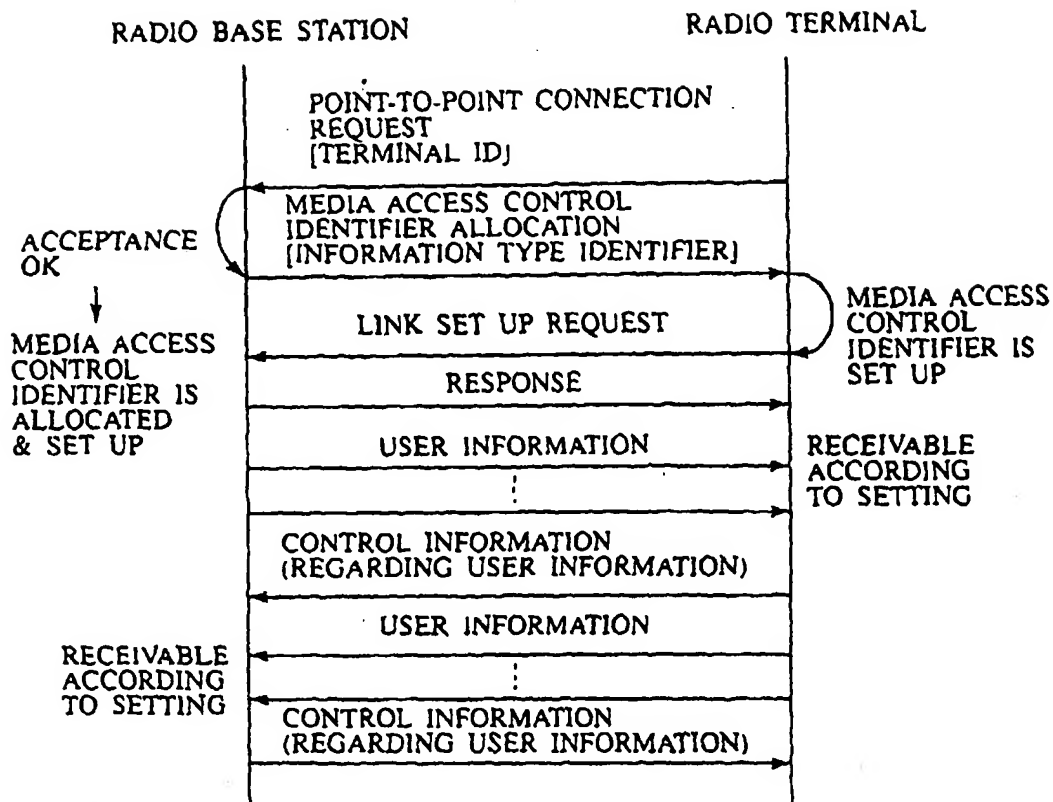 RADIO BASE STATION
RADIO TERMINAL
POINT-TO-POINT CONNECTION
REQUEST
[TERMINAL ID]
MEDIA ACCESS CONTROL
IDENTIFIER ALLOCATION
[INFORMATION TYPE IDENTIFIER]
ACCEPTANCE
OK
MEDIA ACCESS
CONTROL
IDENTIFIER IS
ALLOCATED
& SET UP
LINK SET UP REQUEST
MEDIA ACCESS
CONTROL
IDENTIFIER IS
SET UP
RESPONSE
USER INFORMATION
RECEIVABLE
ACCORDING
TO SETTING
CONTROL INFORMATION
(REGARDING USER INFORMATION)
USER INFORMATION
RECEIVABLE
ACCORDING
TO SETTING
CONTROL INFORMATION
(REGARDING USER INFORMATION)